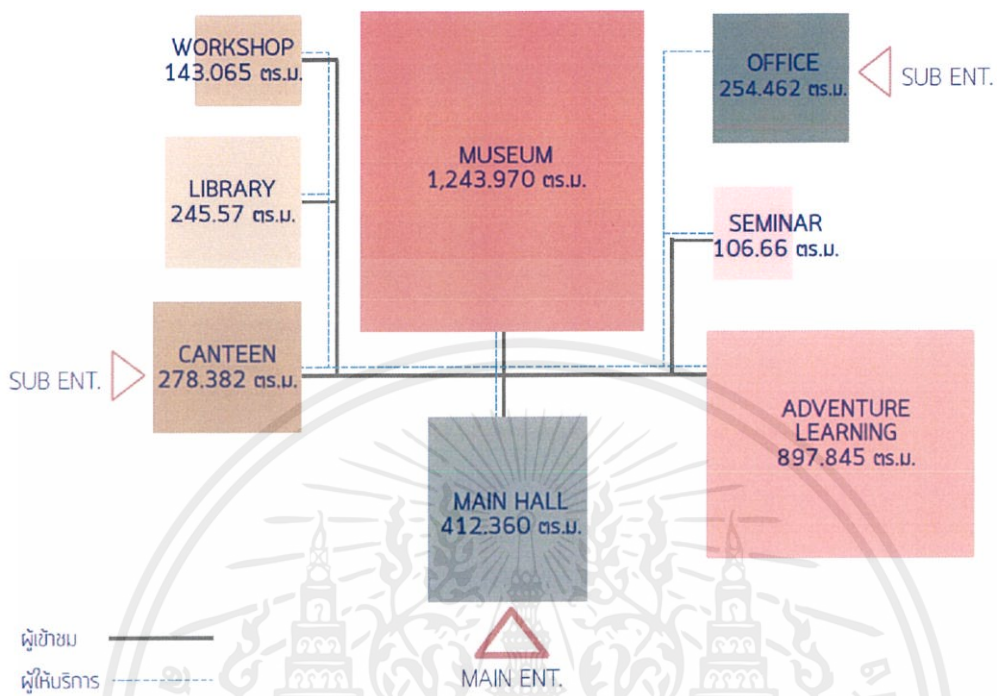 WORKSHOP
143.065 ตร.ม.
LIBRARY
245.57 ตร.ม.
SUB ENT.
CANTEEN
278.382 ตร.ม.
MUSEUM
1,243.970 ตร.ม.
OFFICE
254.462 ตร.ม.
SUB ENT.
SEMINAR
106.66 ตร.ม.
ADVENTURE
LEARNING
897.845 ตร.ม.
MAIN HALL
412.360 ตร.ม.
MAIN ENT.
ผู้เข้าชม
ผู้ให้บริการ